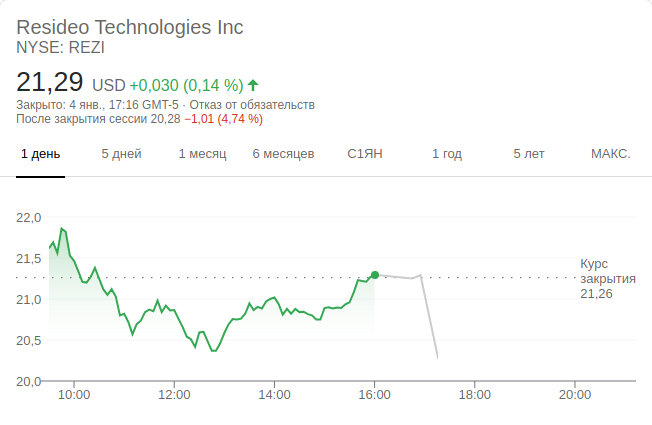 Resideo Technologies Inc
NYSE: REZI
21,29 USD +0,030 (0,14 %)
Закрыто: 4 янв., 17:16 GMT-5 · Отказ от обязательств
После закрытия сессии 20,28 −1,01 (4,74 %)
1 день 5 дней 1 месяц 6 месяцев С1ЯН 1 год 5 лет МАКС.
22,0
21,5
21,0
20,5
20,0
Курс
закрытия
21,26
10:00 12:00 14:00 16:00 18:00 20:00